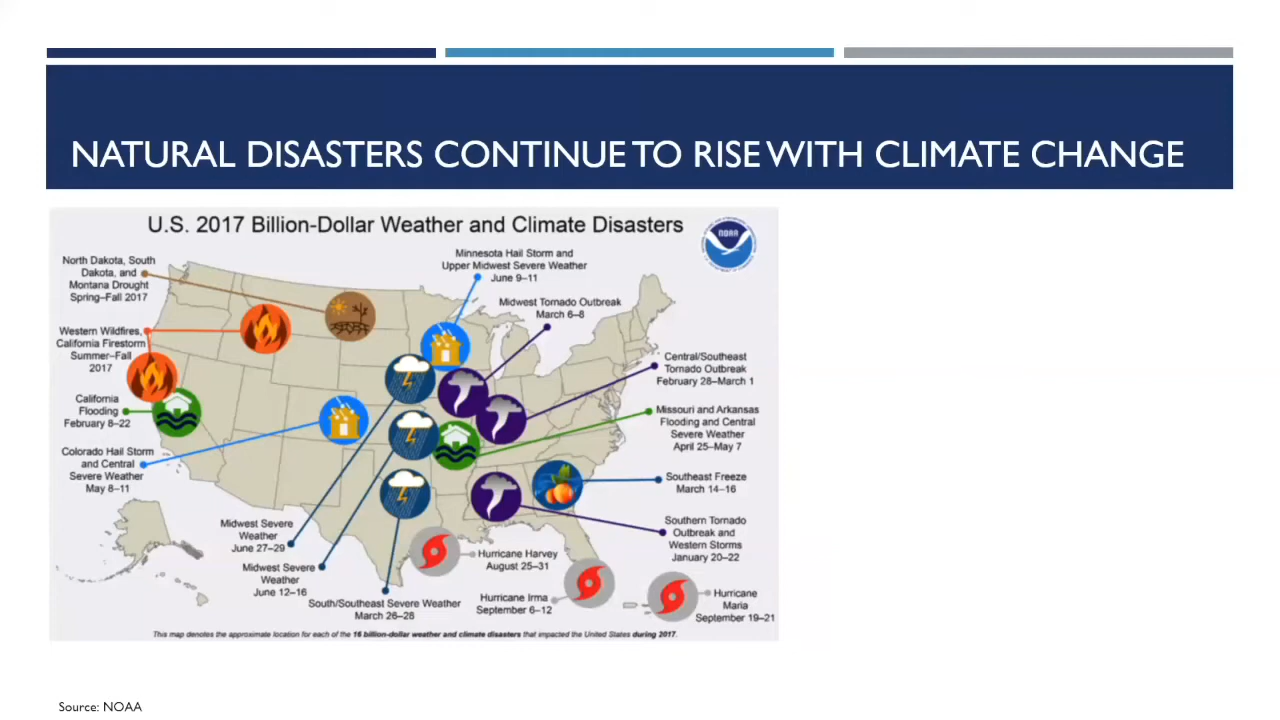 NATURAL DISASTERS CONTINUE TO RISE WITH CLIMATE CHANGE
U.S. 2017 Billion-Dollar Weather and Climate Disasters
NOAA
North Dakota, South
Dakota, and
Montana Drought
Spring–Fall 2017
Minnesota Hail Storm and
Upper Midwest Severe Weather
June 9–11
Midwest Tornado Outbreak
March 6–8
Western Wildfires,
California Firestorm
Summer–Fall
2017
Central/Southeast
Tornado Outbreak
February 28–March 1
California
Flooding
February 8–22
Missouri and Arkansas
Flooding and Central
Severe Weather
April 25–May 7
Colorado Hail Storm
and Central
Severe Weather
May 8–11
Southeast Freeze
March 14–16
Midwest Severe
Weather
June 27–29
Southern Tornado
Outbreak and
Western Storms
January 20–22
Midwest Severe
Weather
June 12–16
Hurricane Harvey
August 25–31
South/Southeast Severe Weather
March 26–28
Hurricane Irma
September 6–12
Hurricane
Maria
September 19–21
This map denotes the approximate location for each of the 16 billion-dollar weather and climate disasters that impacted the United States during 2017.
Source: NOAA